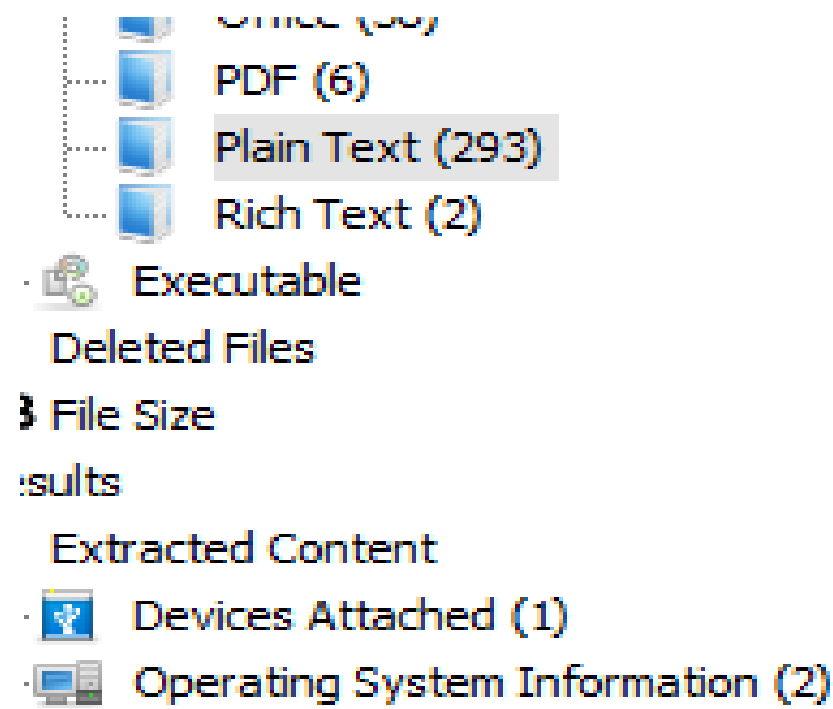 PDF (6)
Plain Text (293)
Rich Text (2)
Executable
Deleted Files
File Size
Extracted Content
Devices Attached (1)
Operating System Information (2)